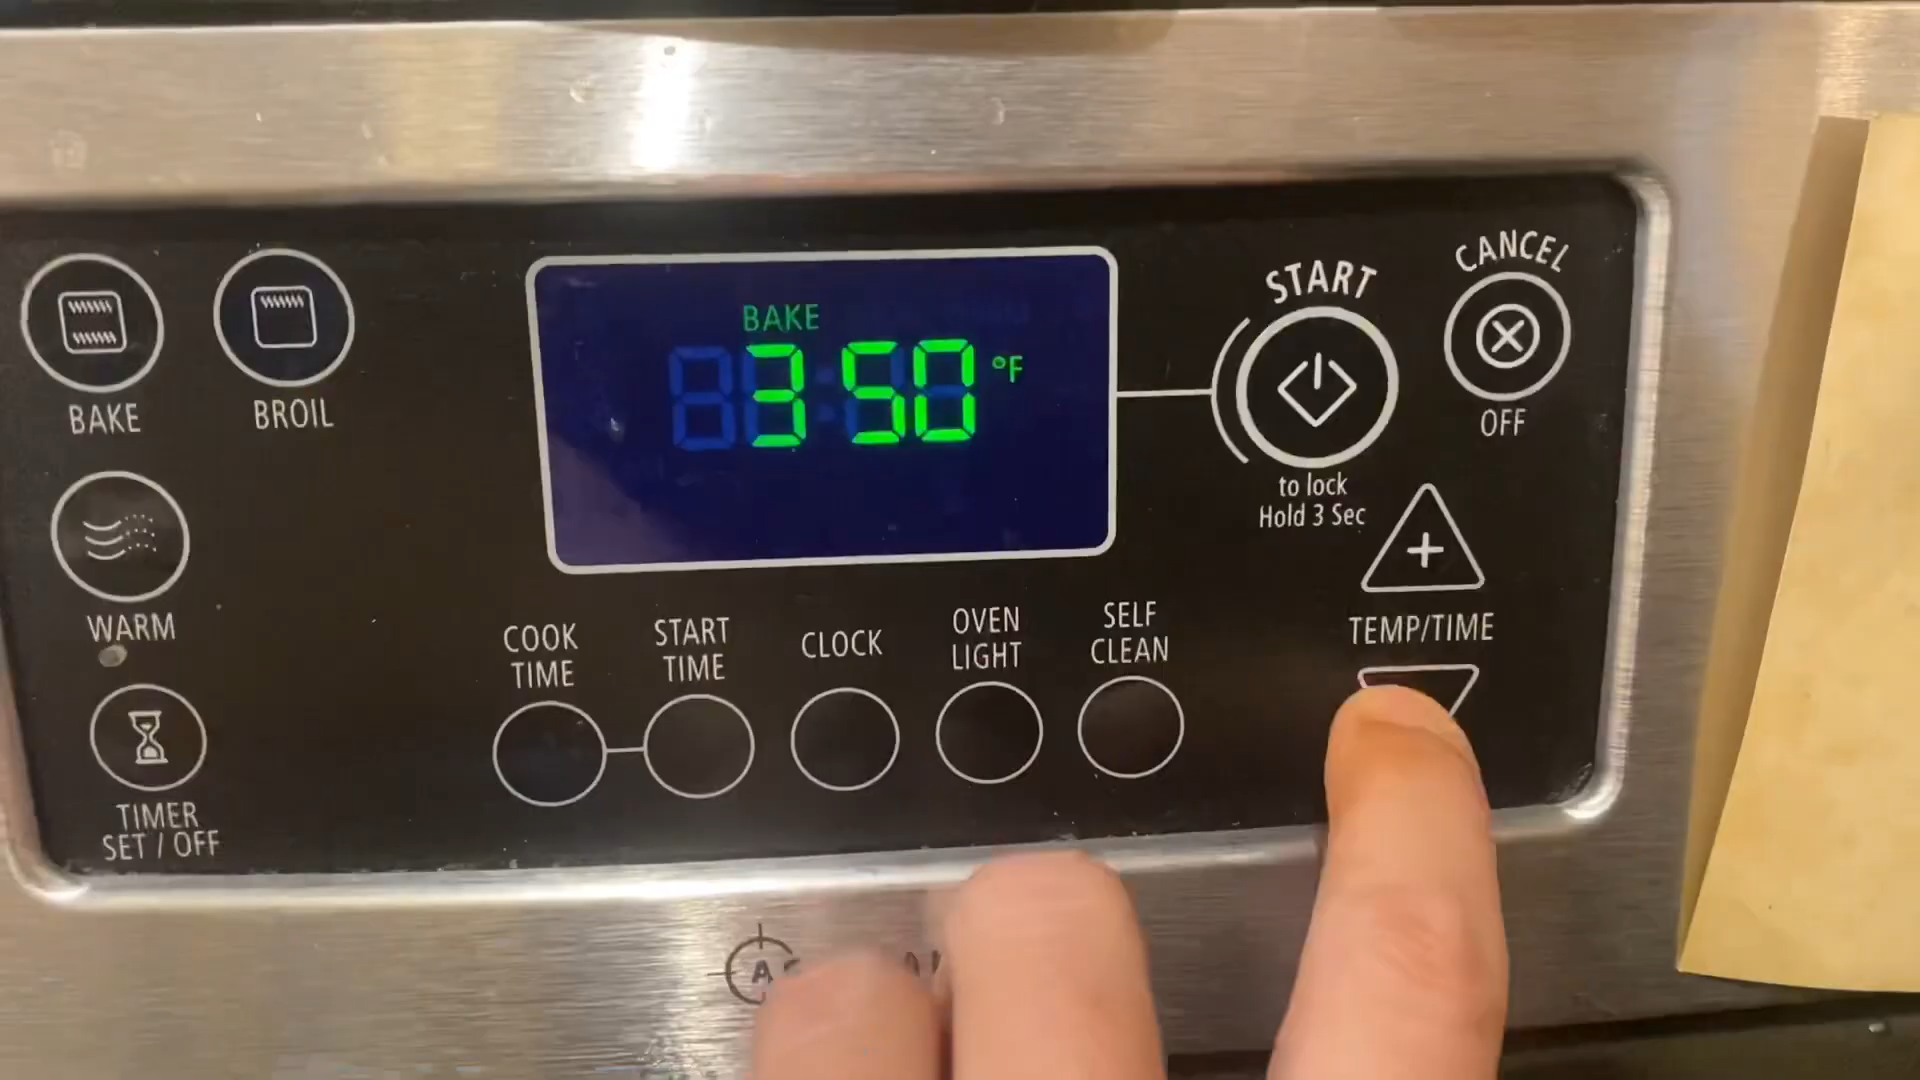 BAKE
350 °F
START
CANCEL
BAKE
BROIL
OFF
to lock
Hold 3 Sec
WARM
COOK
TIME
START
TIME
CLOCK
OVEN
LIGHT
SELF
CLEAN
TEMP/TIME
TIMER
SET / OFF